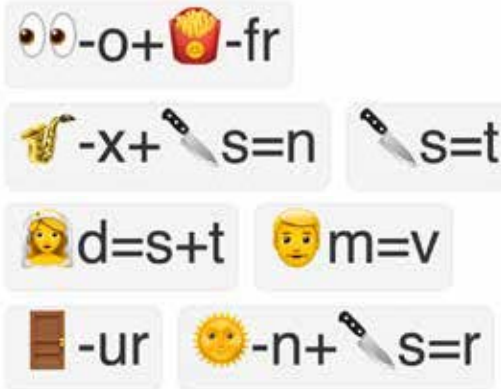 👀-o+🍟-fr
🎷-x+🔪s=n 🔪s=t
👰d=s+t 👨m=v
🚪-ur 🌞-n+🔪s=r